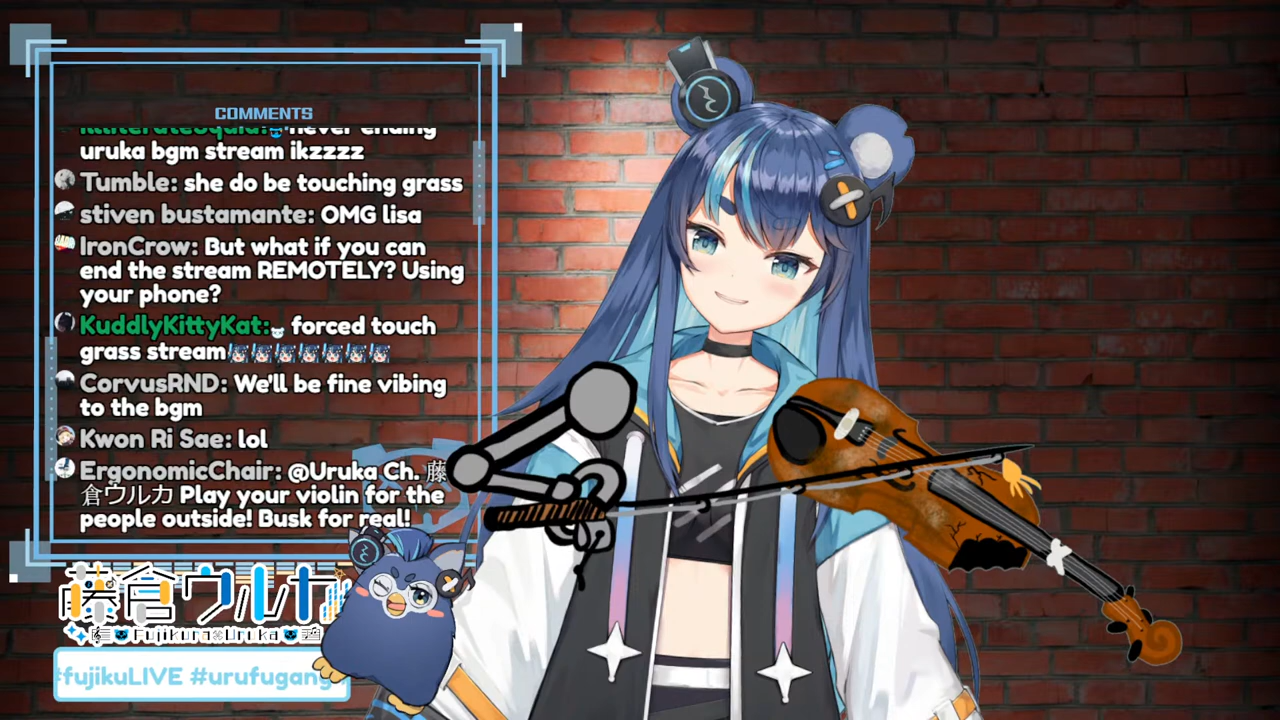 COMMENTS
never ending
uruka bgm stream ikzzzz
Tumble: she do be touching grass
stiven bustamante: OMG lisa
IronCrow: But what if you can
end the stream REMOTELY? Using
your phone?
KuddlyKittyKat: forced touch
grass stream
CorvusRND: We'll be fine vibing
to the bgm
Kwon Ri Sae: lol
ErgonomicChair: @Uruka Ch. 藤
倉ウルカ Play your violin for the
people outside! Busk for real!
藤倉ウルカ
Fujikura Uruka
#fujikuLIVE #urufugang